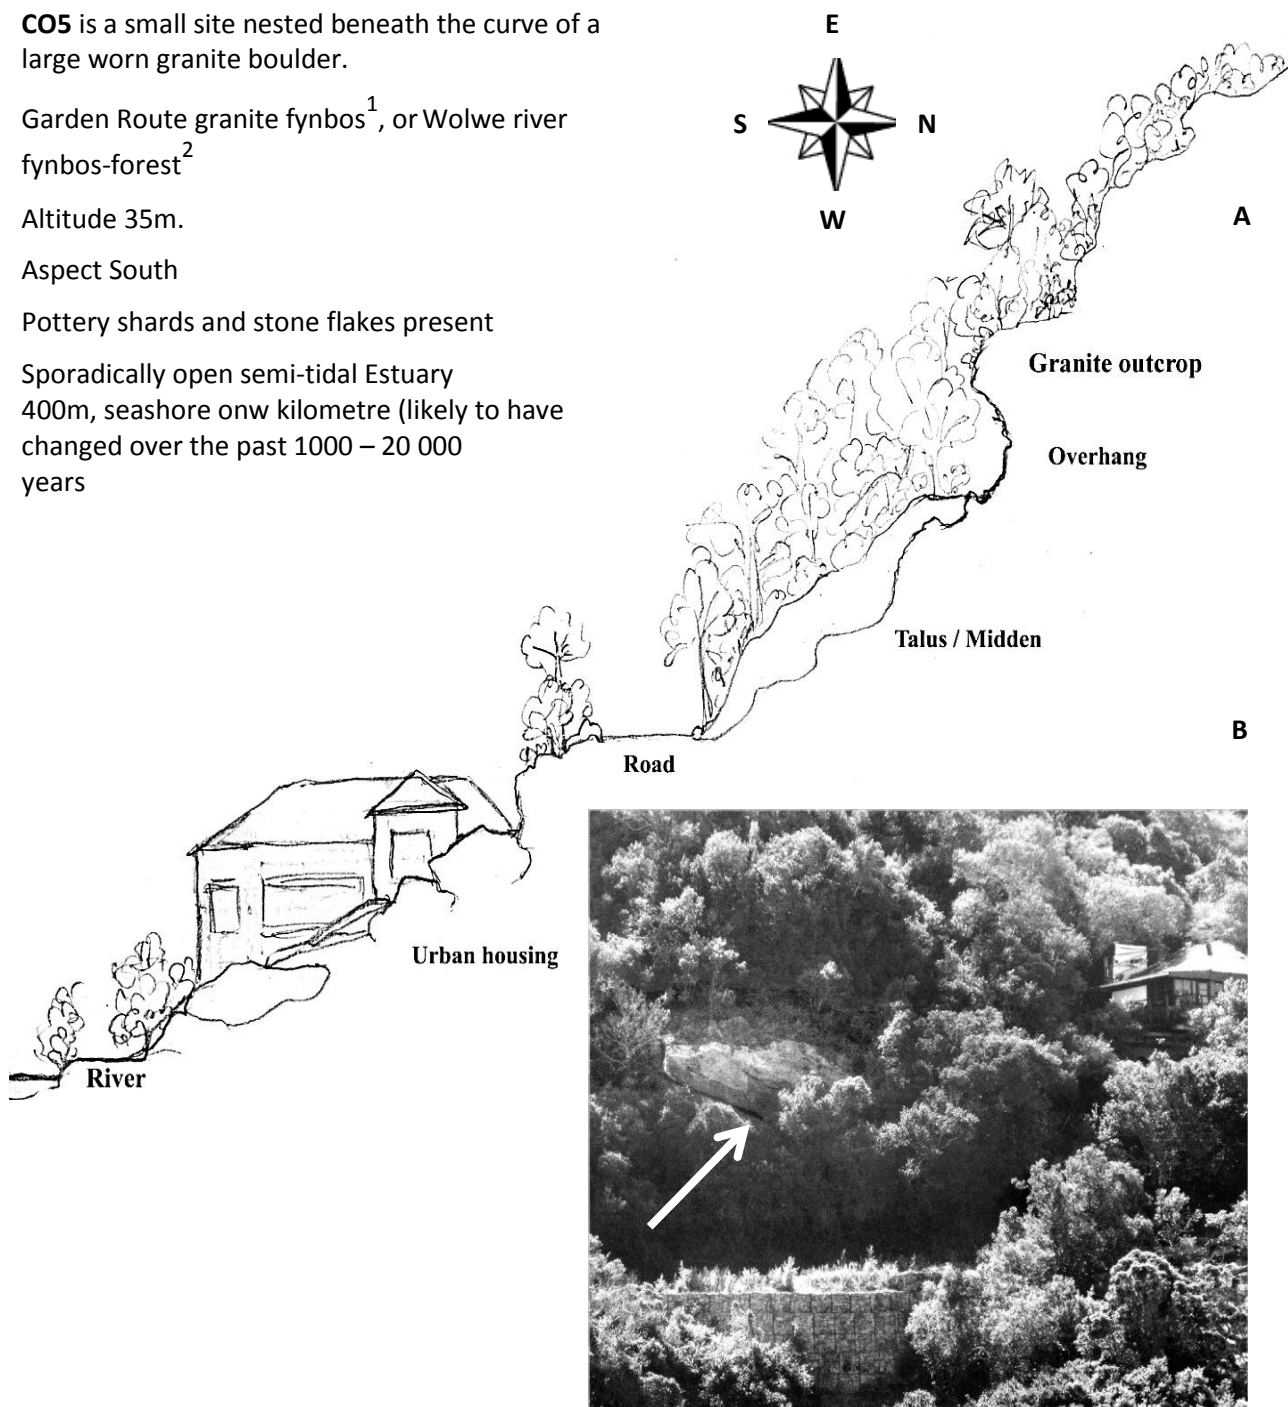 CO5 is a small site nested beneath the curve of a
large worn granite boulder.
Garden Route granite fynbos1, or Wolwe river
fynbos-forest2
Altitude 35m.
Aspect South
Pottery shards and stone flakes present
Sporadically open semi-tidal Estuary
400m, seashore onw kilometre (likely to have
changed over the past 1000 – 20 000
years
E
S
N
W
A
Granite outcrop
Overhang
Talus / Midden
B
Road
Urban housing
River